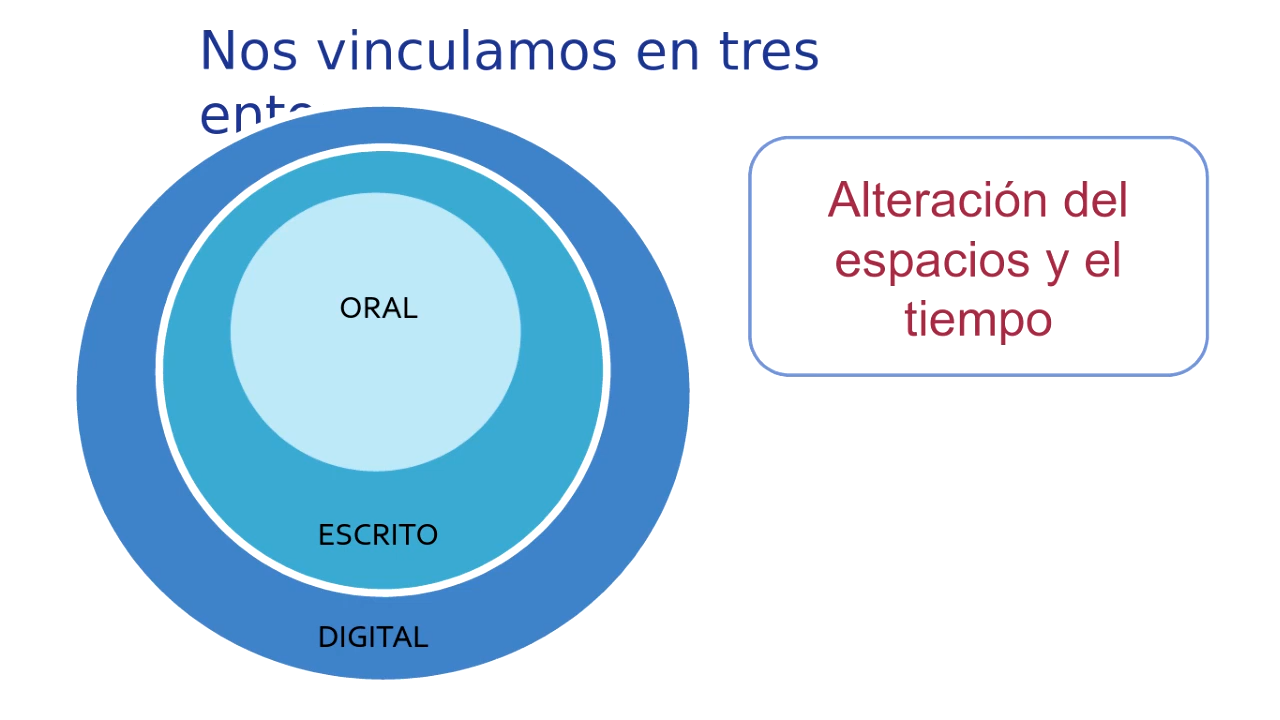 Nos vinculamos en tres
Alteración del
espacios y el
tiempo
ORAL
ESCRITO
DIGITAL